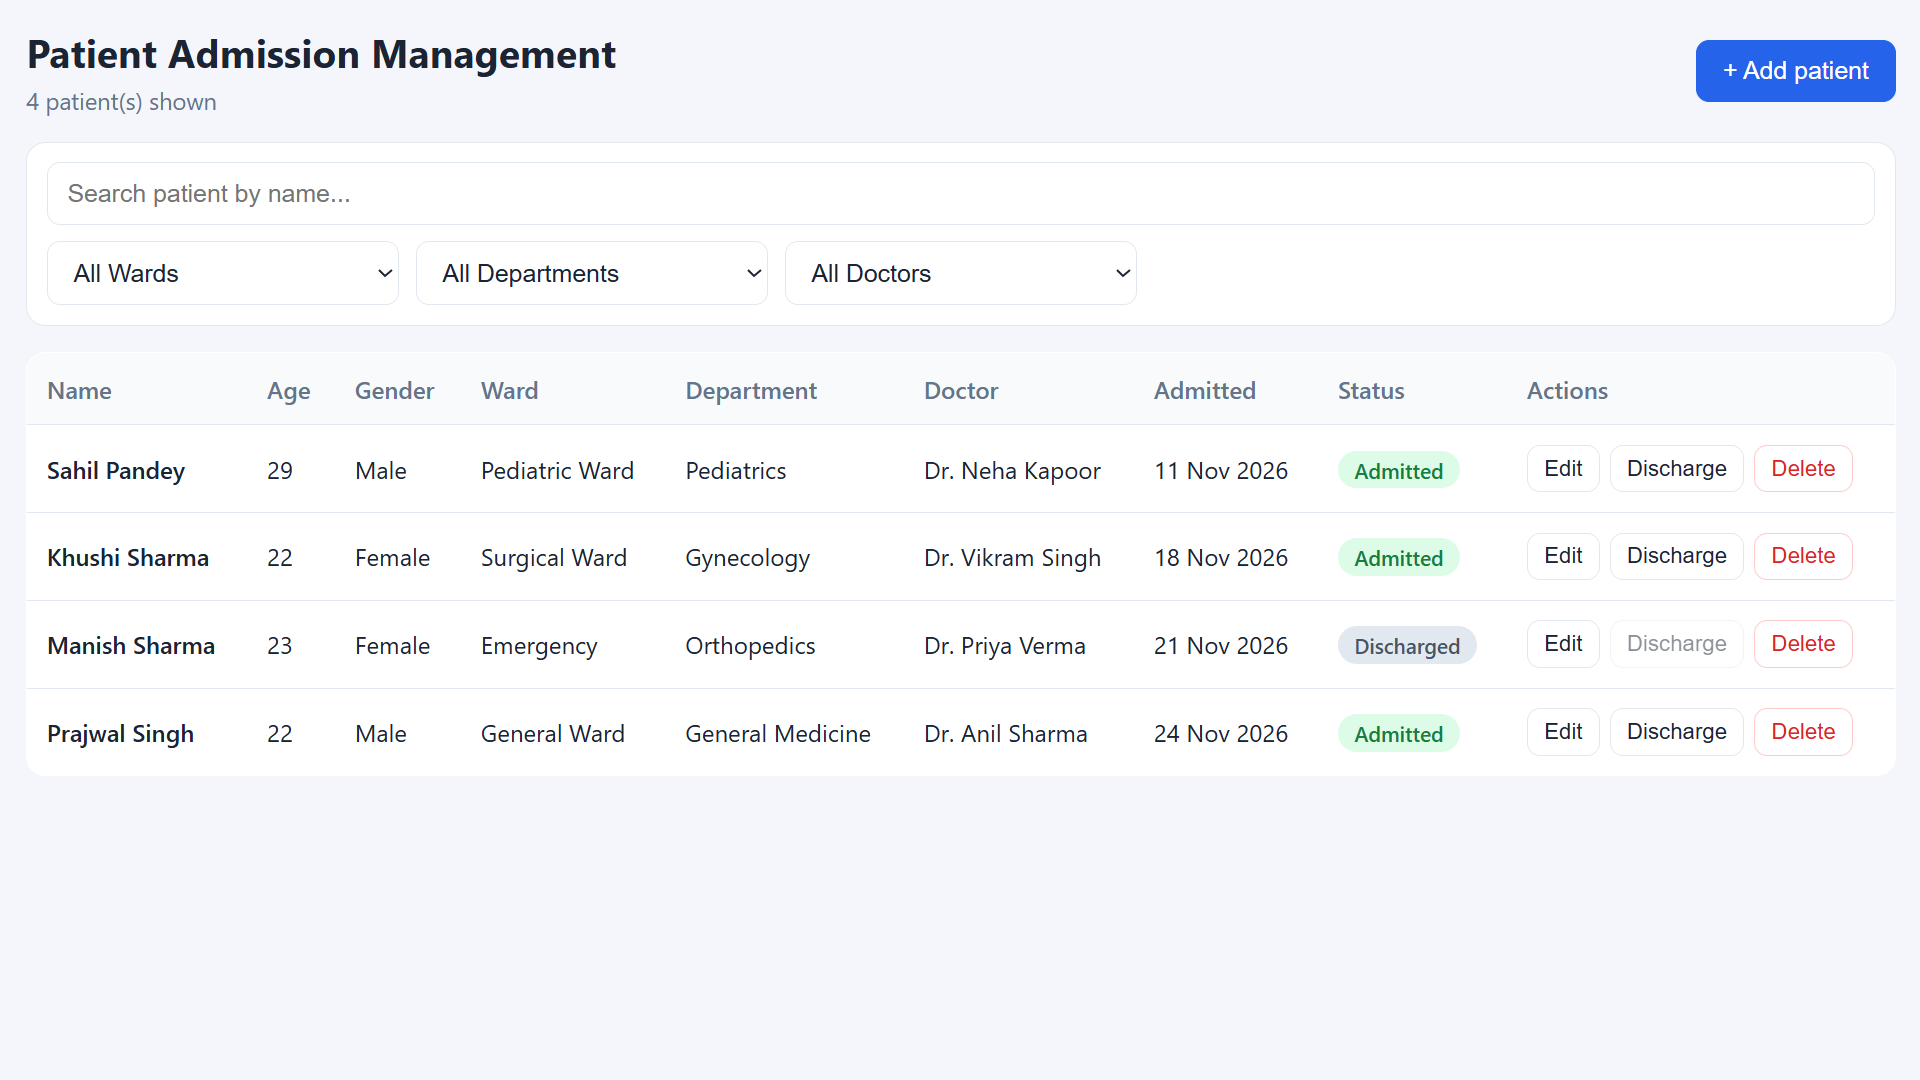 Patient Admission Management
4 patient(s) shown
+ Add patient
Search patient by name...
All Wards All Departments All Doctors
Name Age Gender Ward Department Doctor Admitted Status Actions
Sahil Pandey 29 Male Pediatric Ward Pediatrics Dr. Neha Kapoor 11 Nov 2026 Admitted Edit Discharge Delete
Khushi Sharma 22 Female Surgical Ward Gynecology Dr. Vikram Singh 18 Nov 2026 Admitted Edit Discharge Delete
Manish Sharma 23 Female Emergency Orthopedics Dr. Priya Verma 21 Nov 2026 Discharged Edit Discharge Delete
Prajwal Singh 22 Male General Ward General Medicine Dr. Anil Sharma 24 Nov 2026 Admitted Edit Discharge Delete